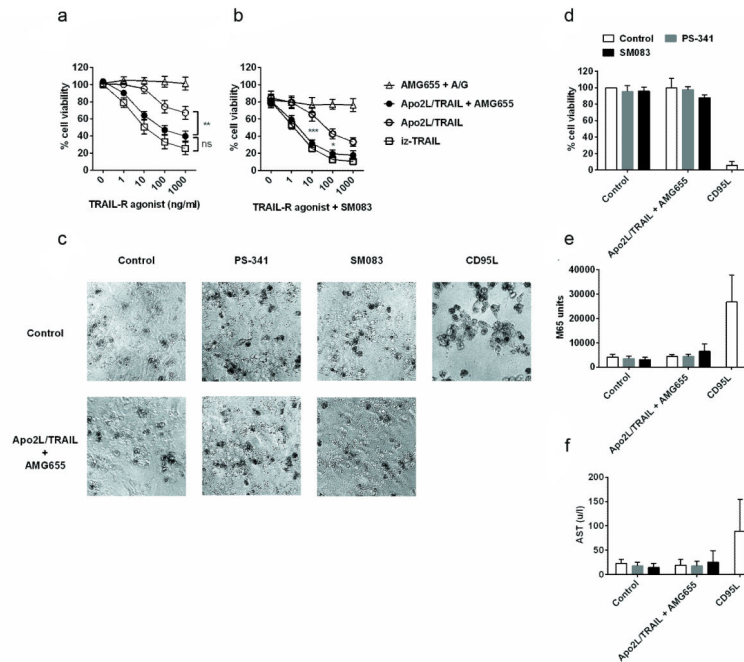 a
b
d
% cell viability
120
100
80
60
40
20
0
**
ns
0
1
10
100
1000
TRAIL-R agonist (ng/ml)
% cell viability
120
100
80
60
40
20
0
***
*
0
1
10
100
1000
TRAIL-R agonist + SM083
AMG655 + A/G
Apo2L/TRAIL + AMG655
Apo2L/TRAIL
iz-TRAIL
Control
PS-341
SM083
% cell viability
120
100
80
60
40
20
0
Control
Apo2L/TRAIL + AMG655
CD95L
c
Control
PS-341
SM083
CD95L
Control
Apo2L/TRAIL
+
AMG655
e
M65 units
40000
30000
20000
10000
0
Control
Apo2L/TRAIL + AMG655
CD95L
f
AST (u/l)
200
150
100
50
0
Control
Apo2L/TRAIL + AMG655
CD95L